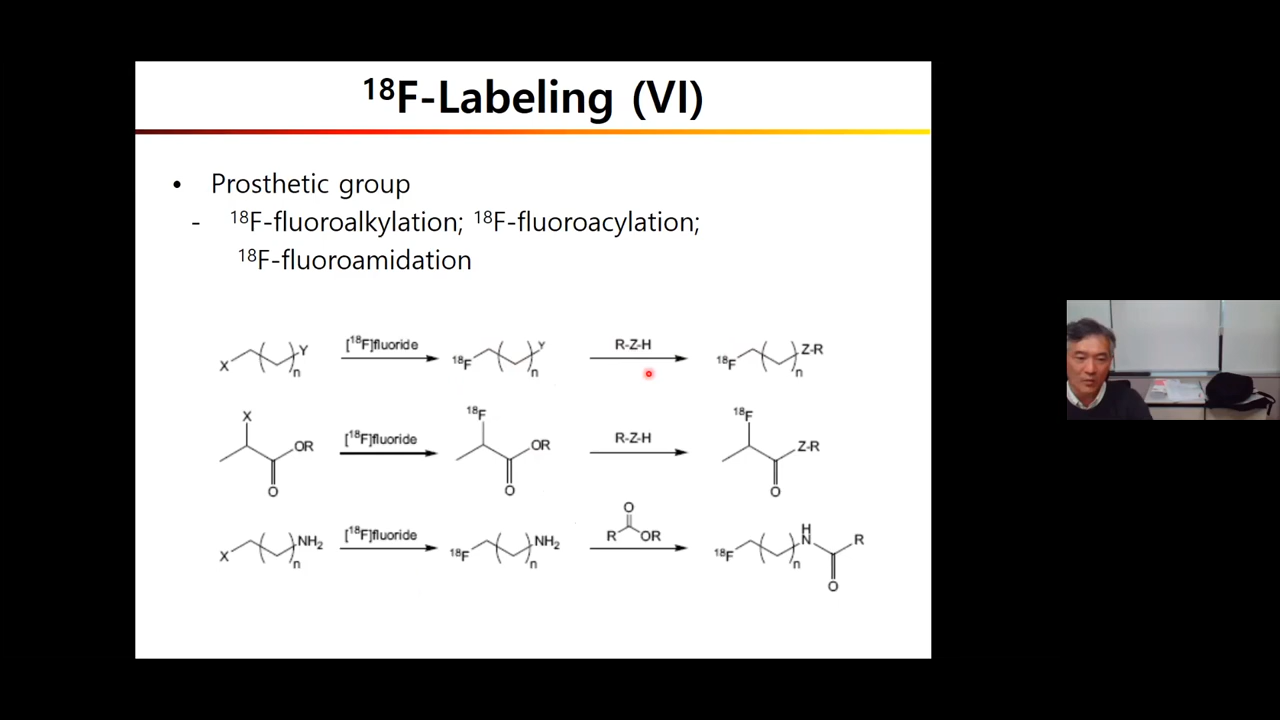 ¹⁸F-Labeling (VI)
• Prosthetic group
- ¹⁸F-fluoroalkylation; ¹⁸F-fluoroacylation;
¹⁸F-fluoroamidation
X Y n [¹⁸F]fluoride ¹⁸F Y n R-Z-H ¹⁸F Z-R n
X OR O [¹⁸F]fluoride ¹⁸F OR O R-Z-H ¹⁸F Z-R O
X NH₂ n [¹⁸F]fluoride ¹⁸F NH₂ n O R OR ¹⁸F H N R n O